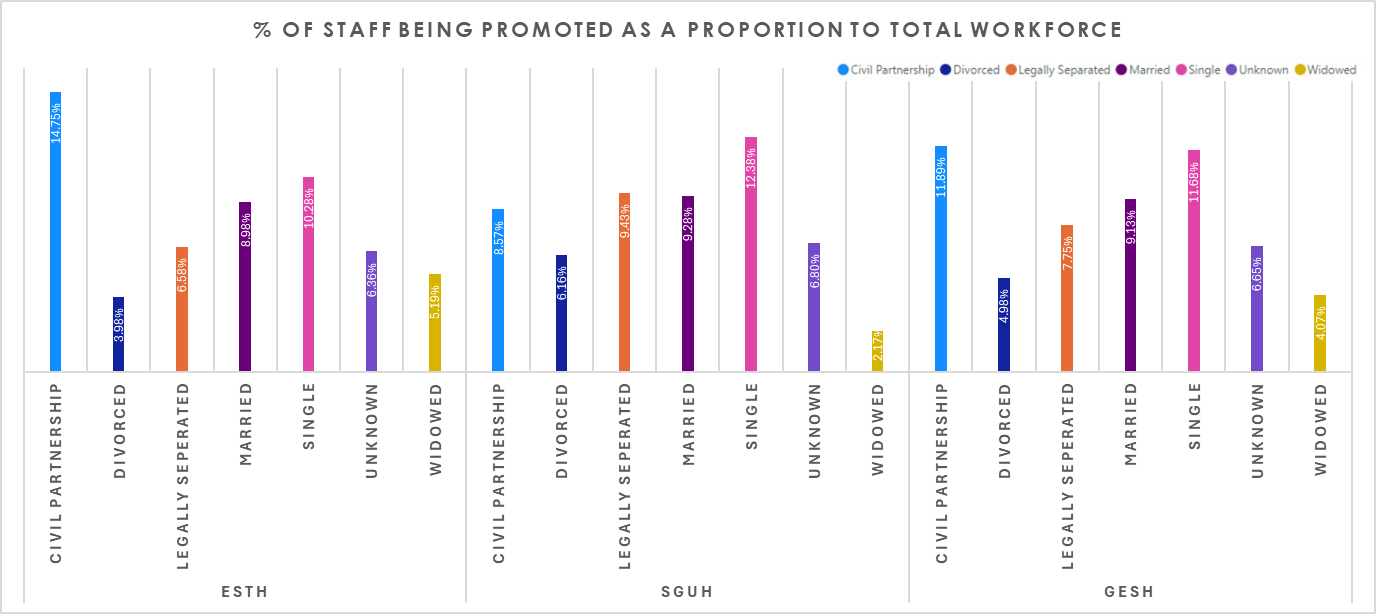 % OF STAFF BEING PROMOTED AS A PROPORTION TO TOTAL WORKFORCE
Civil Partnership Divorced Legally Separated Married Single Unknown Widowed
14.75%
3.98%
6.58%
8.98%
10.28%
6.36%
5.19%
8.57%
6.16%
9.43%
9.28%
12.38%
6.80%
2.17%
11.89%
4.98%
7.75%
9.13%
11.68%
6.65%
4.07%
CIVIL PARTNERSHIP
DIVORCED
LEGALLY SEPERATED
MARRIED
SINGLE
UNKNOWN
WIDOWED
CIVIL PARTNERSHIP
DIVORCED
LEGALLY SEPERATED
MARRIED
SINGLE
UNKNOWN
WIDOWED
CIVIL PARTNERSHIP
DIVORCED
LEGALLY SEPERATED
MARRIED
SINGLE
UNKNOWN
WIDOWED
ESTH
SGUH
GESH